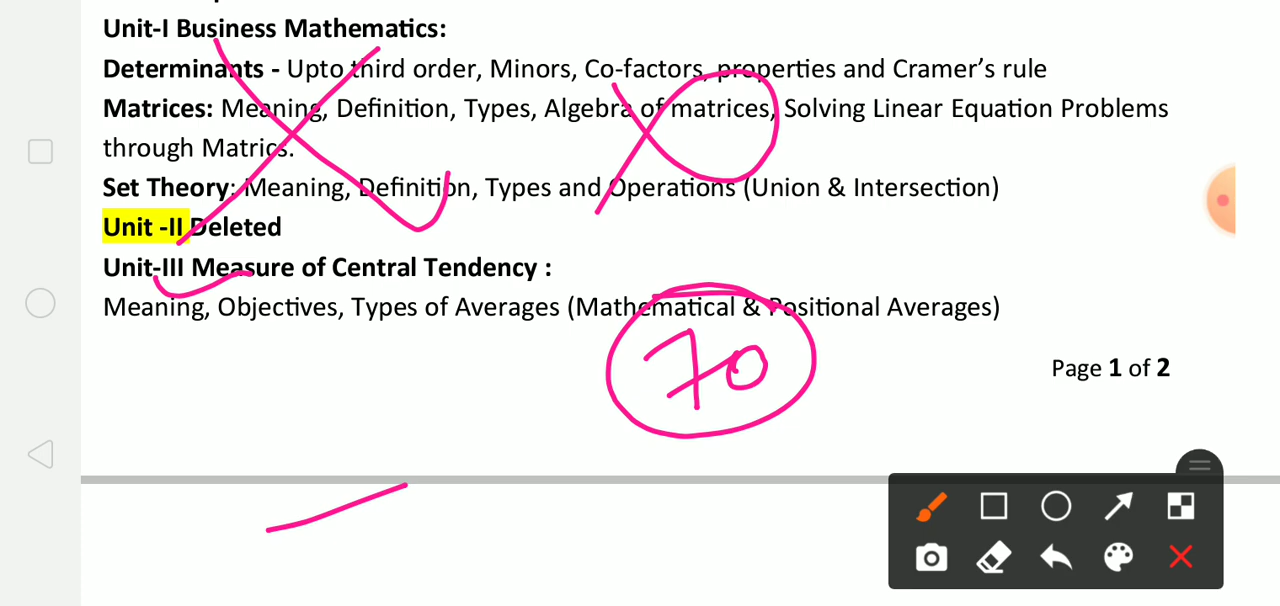 Unit-I Business Mathematics:
Determinants - Upto third order, Minors, Co-factors, properties and Cramer’s rule
Matrices: Meaning, Definition, Types, Algebra of matrices, Solving Linear Equation Problems
through Matrics.
Set Theory: Meaning, Definition, Types and Operations (Union & Intersection)
Unit -II Deleted
Unit-III Measure of Central Tendency :
Meaning, Objectives, Types of Averages (Mathematical & Positional Averages)
70
Page 1 of 2